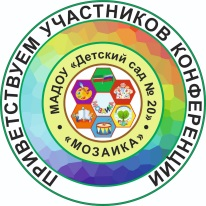 ПРИВЕТСТВУЕМ УЧАСТНИКОВ КОНФЕРЕНЦИИ
МАДОУ «Детский сад № 20»
«МОЗАИКА»